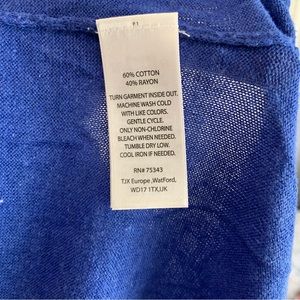 60% COTTON
40% RAYON
TURN GARMENT INSIDE OUT.
MACHINE WASH COLD
WITH LIKE COLORS.
GENTLE CYCLE.
ONLY NON-CHLORINE
BLEACH WHEN NEEDED.
TUMBLE DRY LOW.
COOL IRON IF NEEDED.
RN# 75343
TJX Europe ,WatFord,
WD17 1TX,UK